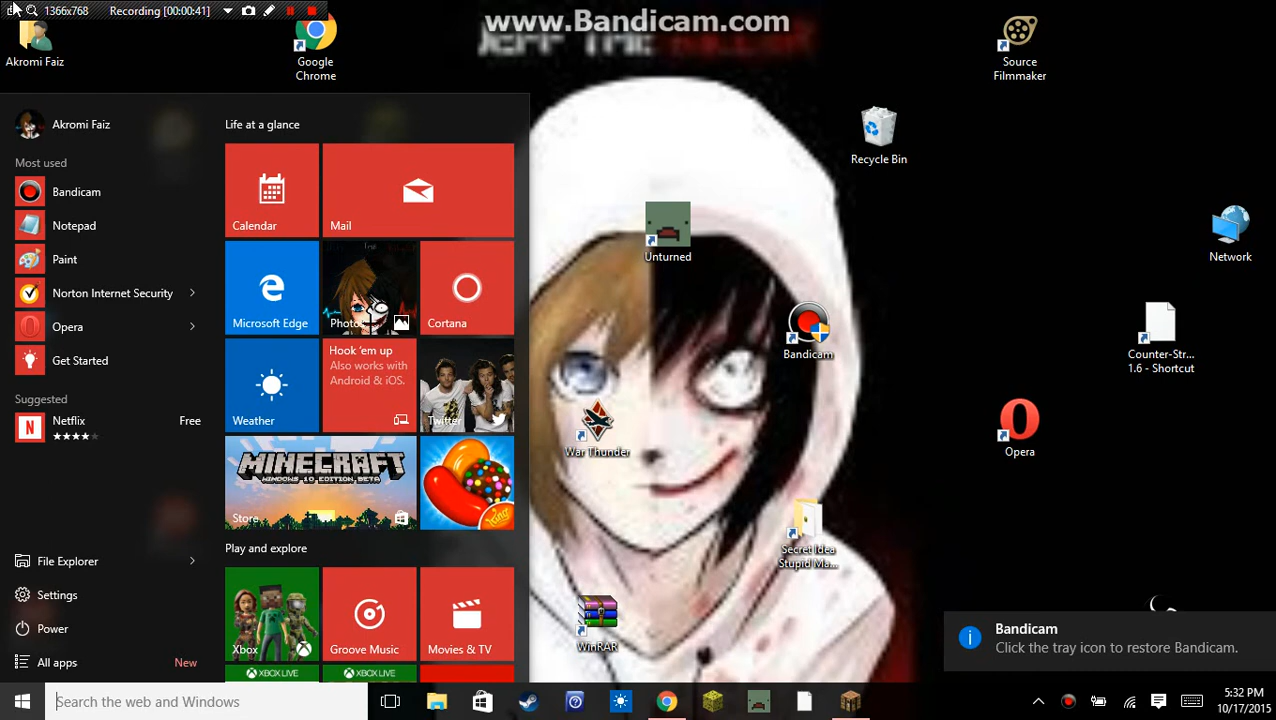 1366x768 Recording [00:00:41]
www.Bandicam.com
JEFF THE KILLER
Akromi Faiz
Google
Chrome
Source
Filmmaker
Recycle Bin
Unturned
Network
Bandicam
Counter-Str...
1.6 - Shortcut
War Thunder
Opera
Secret Idea
Stupid Ma...
WinRAR
Akromi Faiz
Most used
Bandicam
Notepad
Paint
Norton Internet Security
Opera
Get Started
Suggested
Netflix Free
File Explorer
Settings
Power
All apps New
Life at a glance
Calendar
Mail
Microsoft Edge
Photos
Cortana
Weather
Hook 'em up
Also works with
Android & iOS.
Twitter
MINECRAFT
WINDOWS 10 EDITION BETA
Store
King
Play and explore
Xbox
Groove Music
Movies & TV
XBOX LIVE
XBOX LIVE
Bandicam
Click the tray icon to restore Bandicam.
Search the web and Windows
5:32 PM
10/17/2015